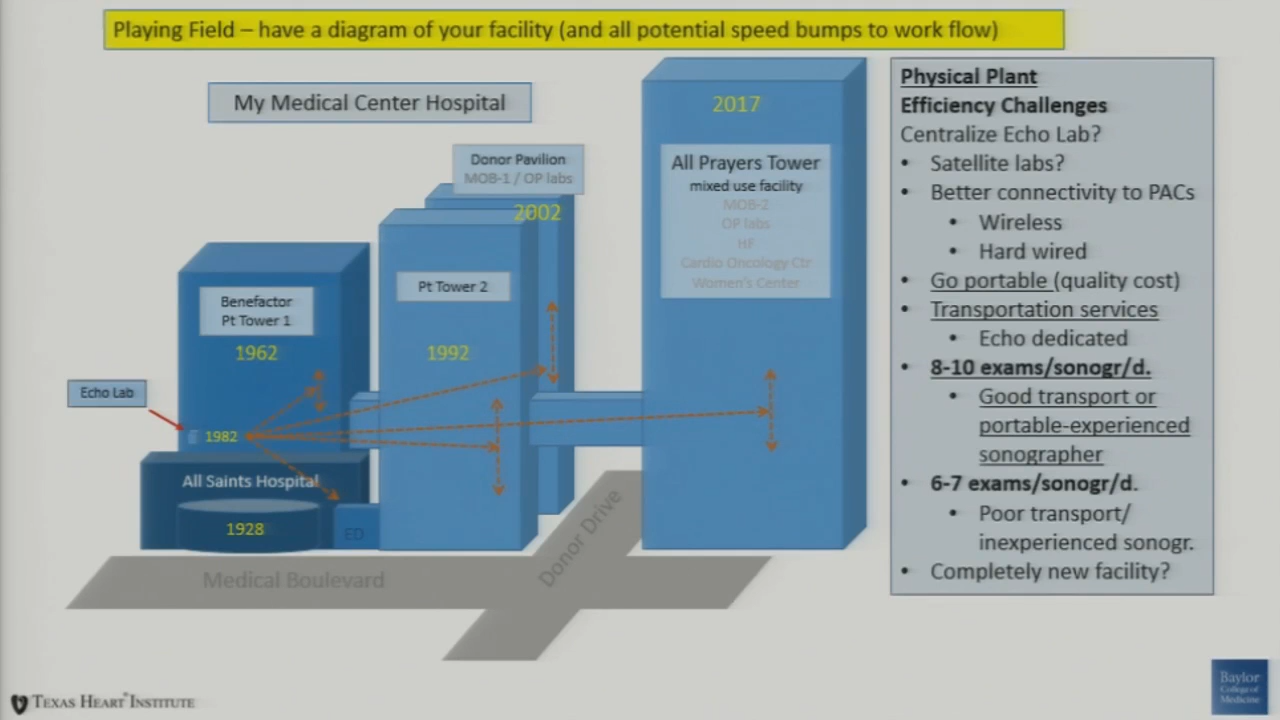 Playing Field – have a diagram of your facility (and all potential speed bumps to work flow)
My Medical Center Hospital
Donor Pavilion
MOB-1 / OP labs
2002
2017
All Prayers Tower
mixed use facility
MOB-2
OP labs
HF
Cardio Oncology Ctr
Women's Center
Benefactor
Pt Tower 1
1962
Pt Tower 2
1992
Echo Lab
1982
All Saints Hospital
1928
ED
Medical Boulevard
Donor Drive
Physical Plant
Efficiency Challenges
Centralize Echo Lab?
• Satellite labs?
• Better connectivity to PACs
• Wireless
• Hard wired
• Go portable (quality cost)
• Transportation services
• Echo dedicated
• 8-10 exams/sonogr/d.
• Good transport or
portable-experienced
sonographer
• 6-7 exams/sonogr/d.
• Poor transport/
inexperienced sonogr.
• Completely new facility?
TEXAS HEART® INSTITUTE
Baylor
College of
Medicine